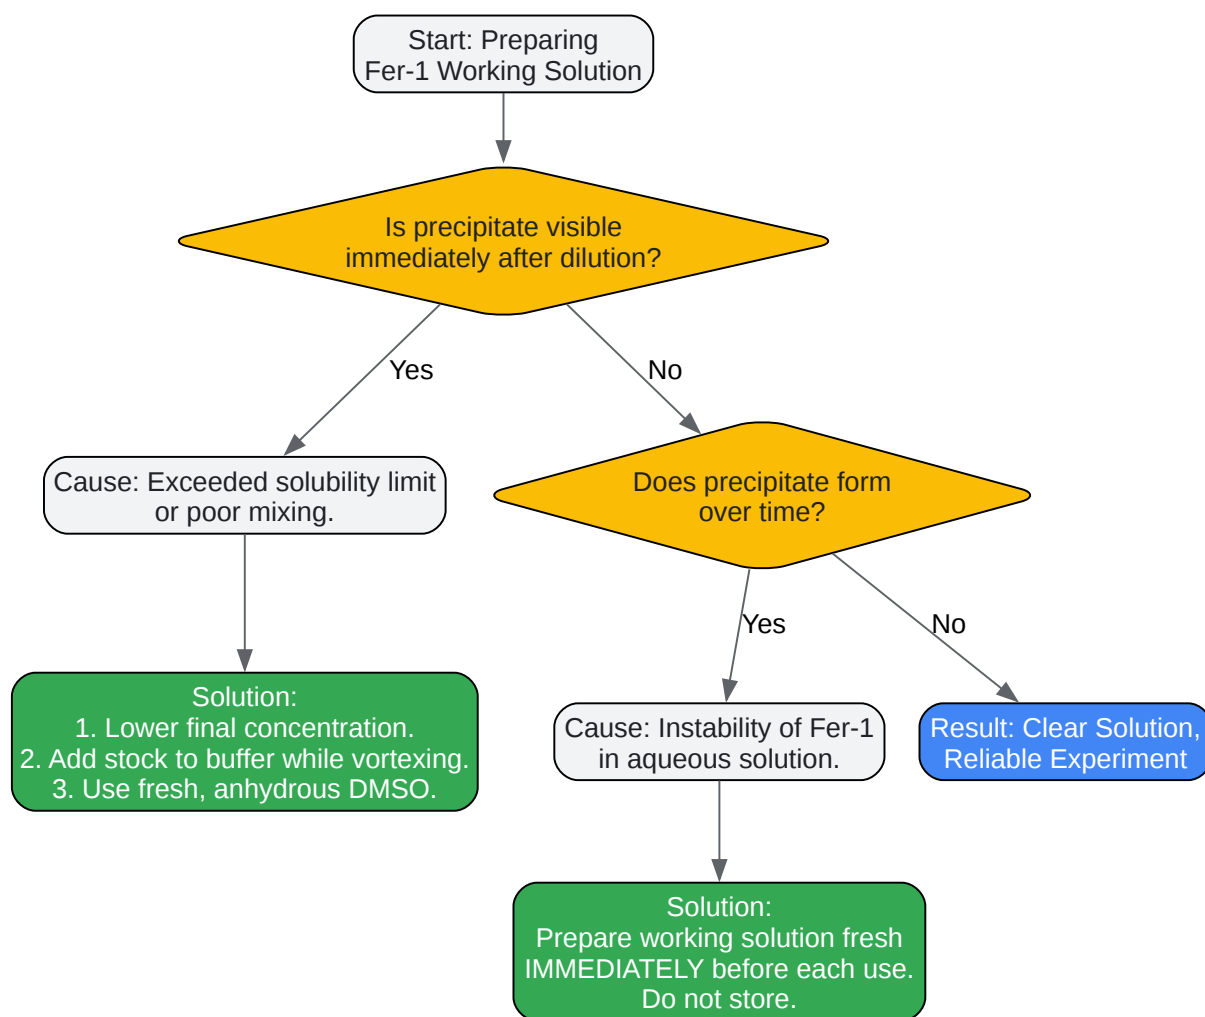 Start: Preparing
Fer-1 Working Solution
Is precipitate visible
immediately after dilution?
Yes
No
Cause: Exceeded solubility limit
or poor mixing.
Does precipitate form
over time?
Yes
No
Solution:
1. Lower final concentration.
2. Add stock to buffer while vortexing.
3. Use fresh, anhydrous DMSO.
Cause: Instability of Fer-1
in aqueous solution.
Result: Clear Solution,
Reliable Experiment
Solution:
Prepare working solution fresh
IMMEDIATELY before each use.
Do not store.